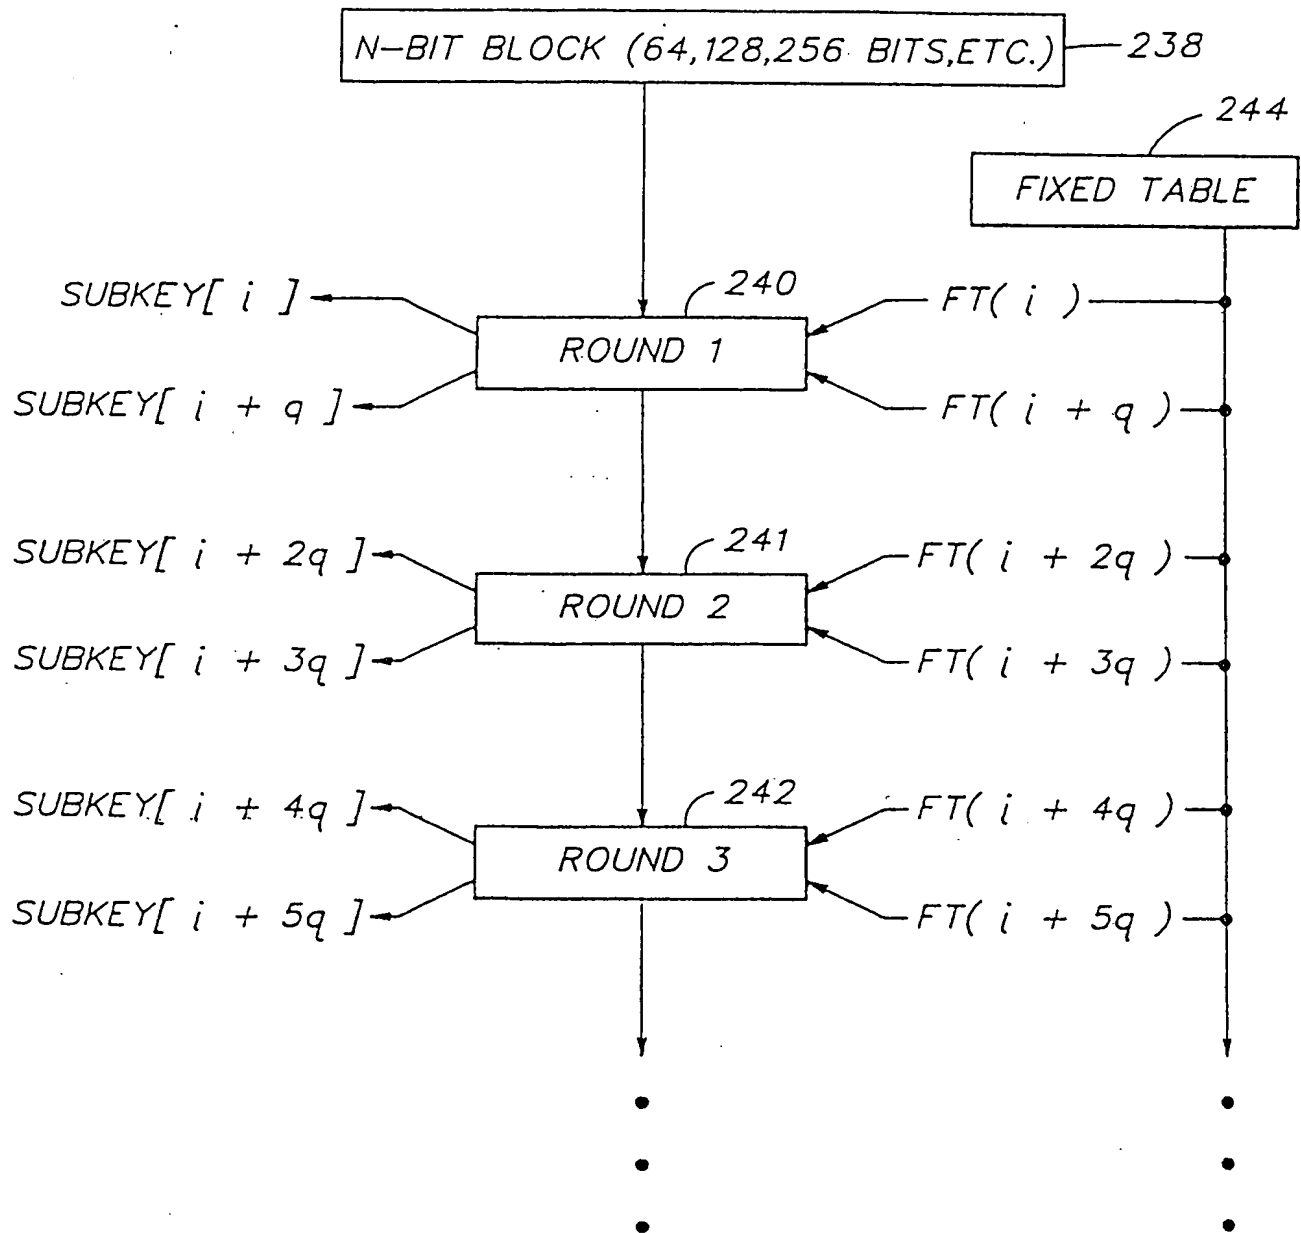 N-BIT BLOCK (64,128,256 BITS,ETC.)
238
244
FIXED TABLE
SUBKEY[ i ]
240
FT( i )
ROUND 1
SUBKEY[ i + q ]
FT( i + q )
SUBKEY[ i + 2q ]
241
FT( i + 2q )
ROUND 2
SUBKEY[ i + 3q ]
FT( i + 3q )
SUBKEY[ i + 4q ]
242
FT( i + 4q )
ROUND 3
SUBKEY[ i + 5q ]
FT( i + 5q )